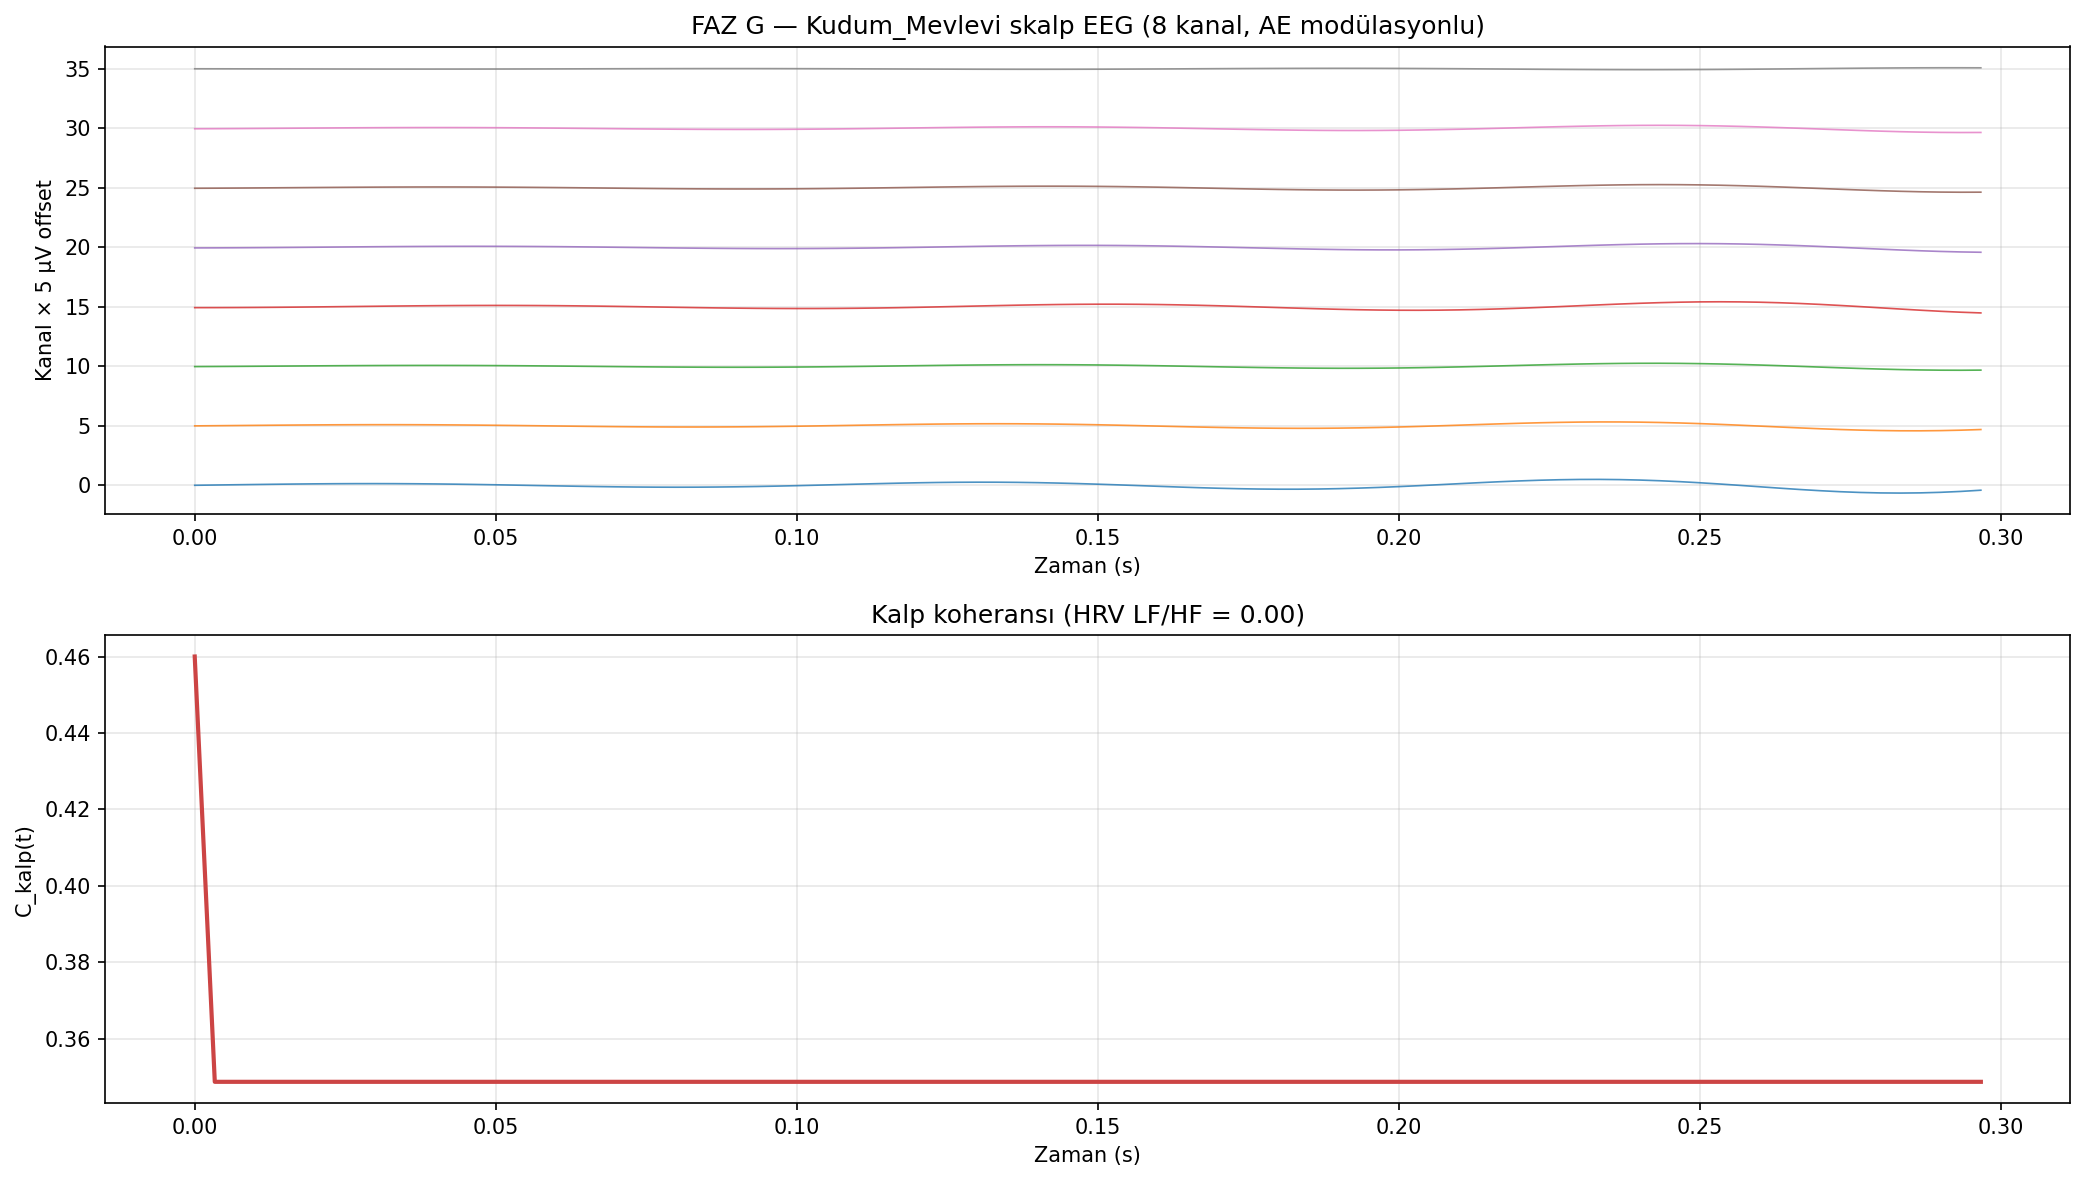 FAZ G — Kudum_Mevlevi skalp EEG (8 kanal, AE modülasyonlu)
Kanal × 5 µV offset
35
30
25
20
15
10
5
0
0.00 0.05 0.10 0.15 0.20 0.25 0.30
Zaman (s)
Kalp koheransı (HRV LF/HF = 0.00)
C_kalp(t)
0.46
0.44
0.42
0.40
0.38
0.36
0.00 0.05 0.10 0.15 0.20 0.25 0.30
Zaman (s)